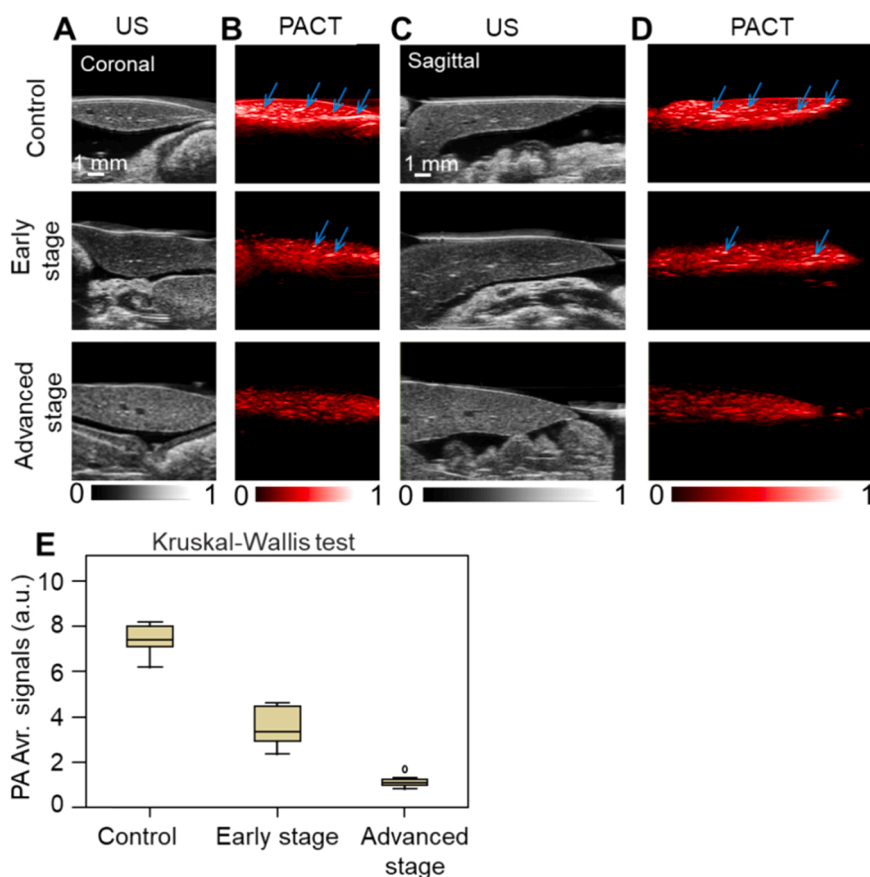 A US B PACT C US D PACT
Control Coronal Sagittal
1 mm 1 mm
Early
stage
Advanced
stage
0 1 0 1 0 1 0 1
E Kruskal-Wallis test
PA Avr. signals (a.u.)
10
8
6
4
2
0
Control Early stage Advanced
stage